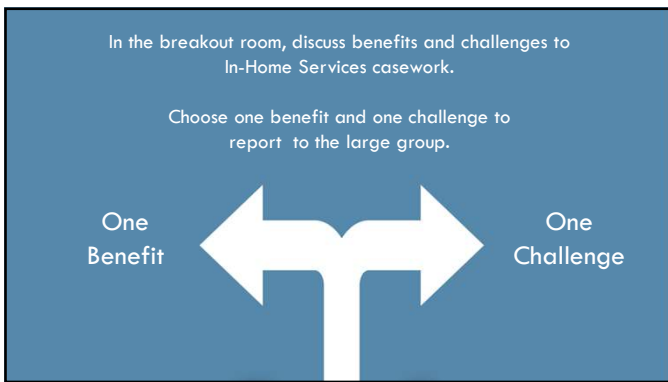 In the breakout room, discuss benefits and challenges to
In-Home Services casework.
Choose one benefit and one challenge to
report to the large group.
One
Benefit
One
Challenge